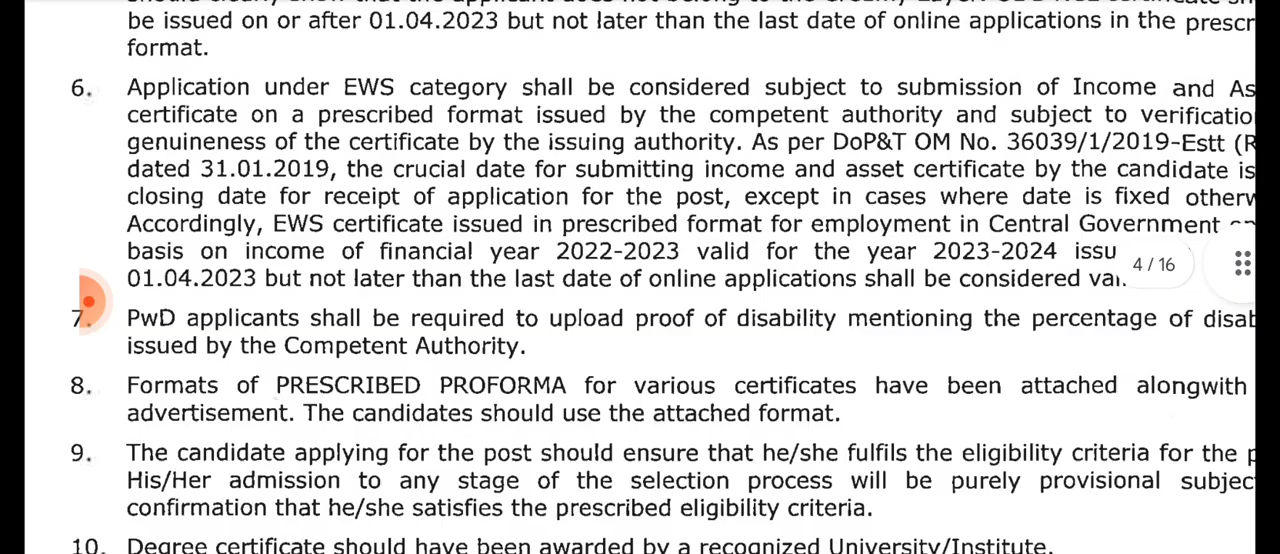 be issued on or after 01.04.2023 but not later than the last date of online applications in the prescr
format.
6. Application under EWS category shall be considered subject to submission of Income and As
certificate on a prescribed format issued by the competent authority and subject to verificatio
genuineness of the certificate by the issuing authority. As per DoP&T OM No. 36039/1/2019-Estt (R
dated 31.01.2019, the crucial date for submitting income and asset certificate by the candidate is
closing date for receipt of application for the post, except in cases where date is fixed otherw
Accordingly, EWS certificate issued in prescribed format for employment in Central Government
basis on income of financial year 2022-2023 valid for the year 2023-2024 issu
4 / 16
01.04.2023 but not later than the last date of online applications shall be considered
7. PwD applicants shall be required to upload proof of disability mentioning the percentage of disab
issued by the Competent Authority.
8. Formats of PRESCRIBED PROFORMA for various certificates have been attached alongwith
advertisement. The candidates should use the attached format.
9. The candidate applying for the post should ensure that he/she fulfils the eligibility criteria for the p
His/Her admission to any stage of the selection process will be purely provisional subjec
confirmation that he/she satisfies the prescribed eligibility criteria.
10. Degree certificate should have been awarded by a recognized University/Institute.